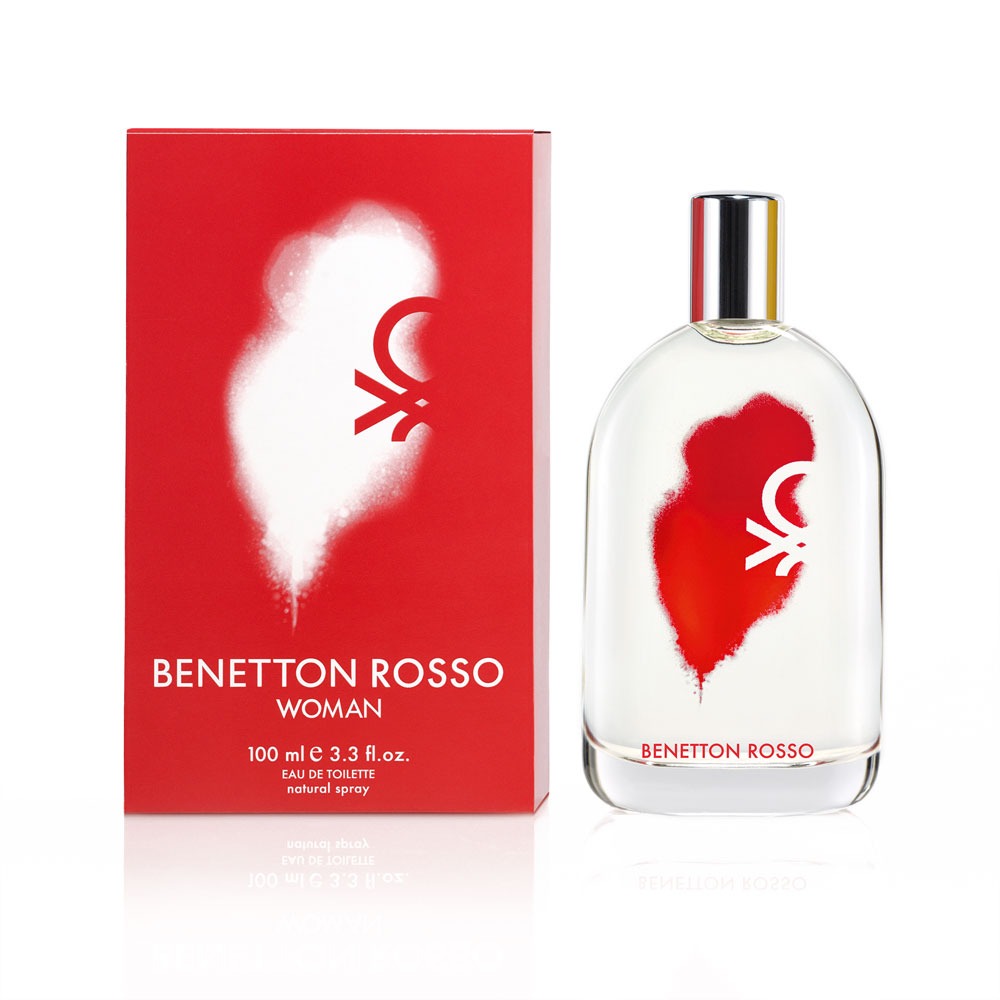 BENETTON ROSSO
WOMAN
100 ml ℮ 3.3 fl.oz.
EAU DE TOILETTE
natural spray
BENETTON ROSSO